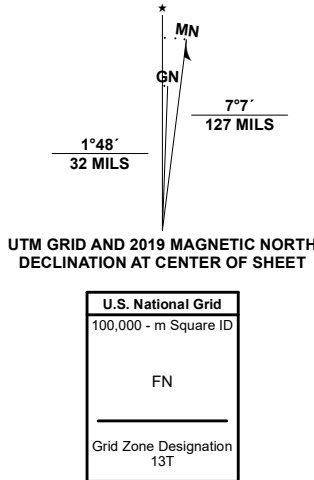 ★
MN
GN
7°7´
127 MILS
1°48´
32 MILS
UTM GRID AND 2019 MAGNETIC NORTH
DECLINATION AT CENTER OF SHEET
U.S. National Grid
100,000 - m Square ID
FN
Grid Zone Designation
13T